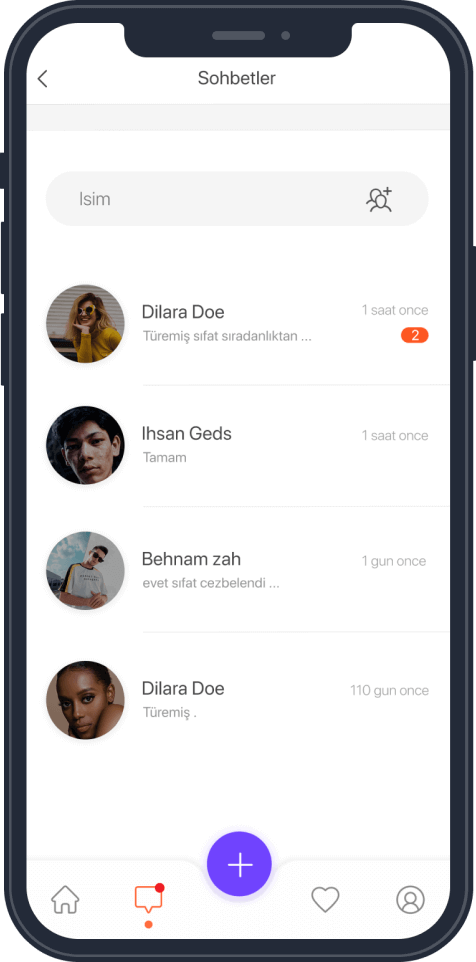 Sohbetler
Isim
Dilara Doe
1 saat once
Türemiş sıfat sıradanlıktan ...
2
Ihsan Geds
1 saat once
Tamam
Behnam zah
1 gun once
evet sıfat cezbelendi ...
Dilara Doe
110 gun once
Türemiş .